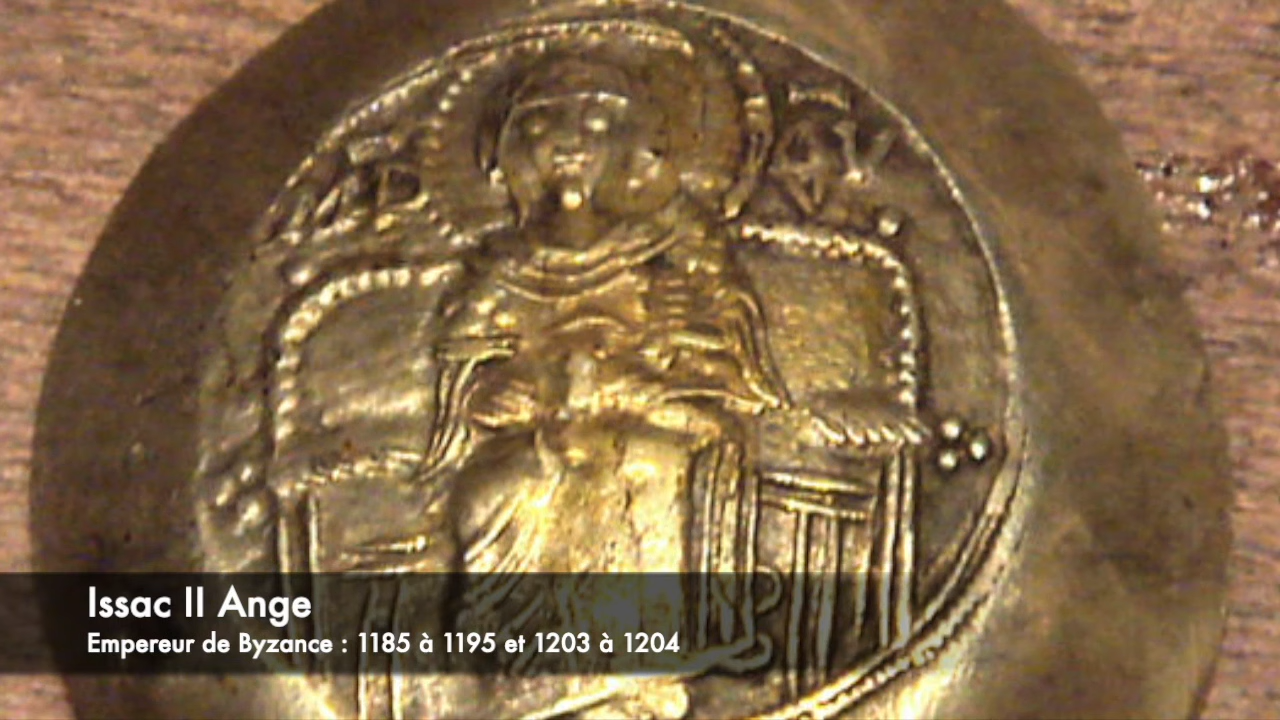 Issac II Ange
Empereur de Byzance : 1185 à 1195 et 1203 à 1204